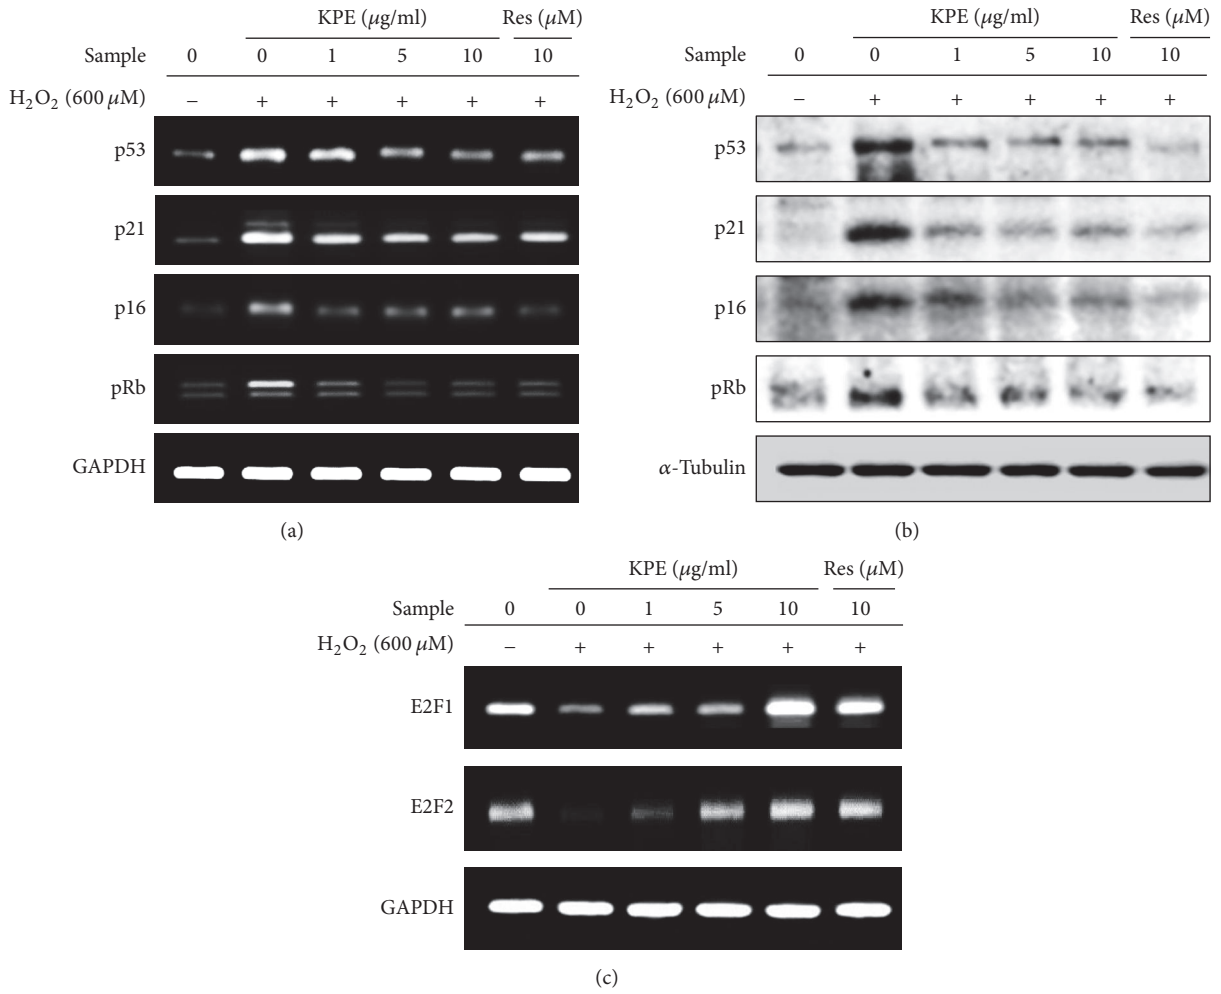 KPE (μg/ml) Res (μM)
Sample 0 0 1 5 10 10
H₂O₂ (600 μM) − + + + + +
p53
p21
p16
pRb
GAPDH
(a)
KPE (μg/ml) Res (μM)
0 0 1 5 10 10
H₂O₂ (600 μM) − + + + + +
p53
p21
p16
pRb
α-Tubulin
(b)
KPE (μg/ml) Res (μM)
Sample 0 0 1 5 10 10
H₂O₂ (600 μM) − + + + + +
E2F1
E2F2
GAPDH
(c)